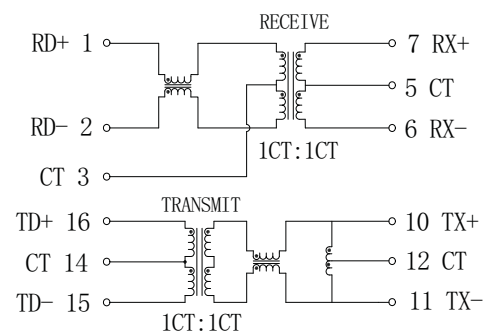 RECEIVE
RD+ 1
7 RX+
5 CT
RD- 2
6 RX-
1CT:1CT
CT 3
TRANSMIT
TD+ 16
10 TX+
CT 14
12 CT
TD- 15
11 TX-
1CT:1CT